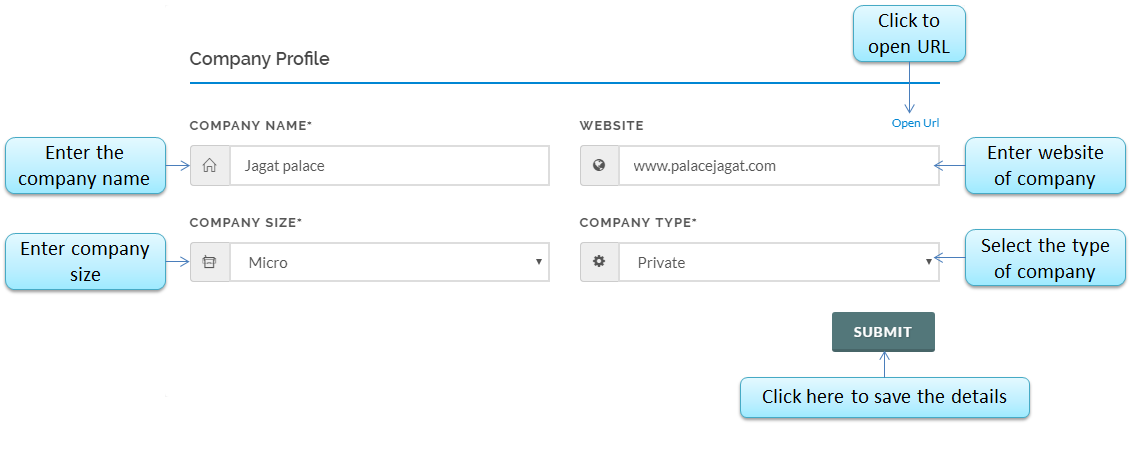 Click to
open URL
Company Profile
COMPANY NAME*
WEBSITE
Open Url
Enter the
company name
Jagat palace
www.palacejagat.com
Enter website
of company
COMPANY SIZE*
COMPANY TYPE*
Enter company
size
Micro
Private
Select the type
of company
SUBMIT
Click here to save the details